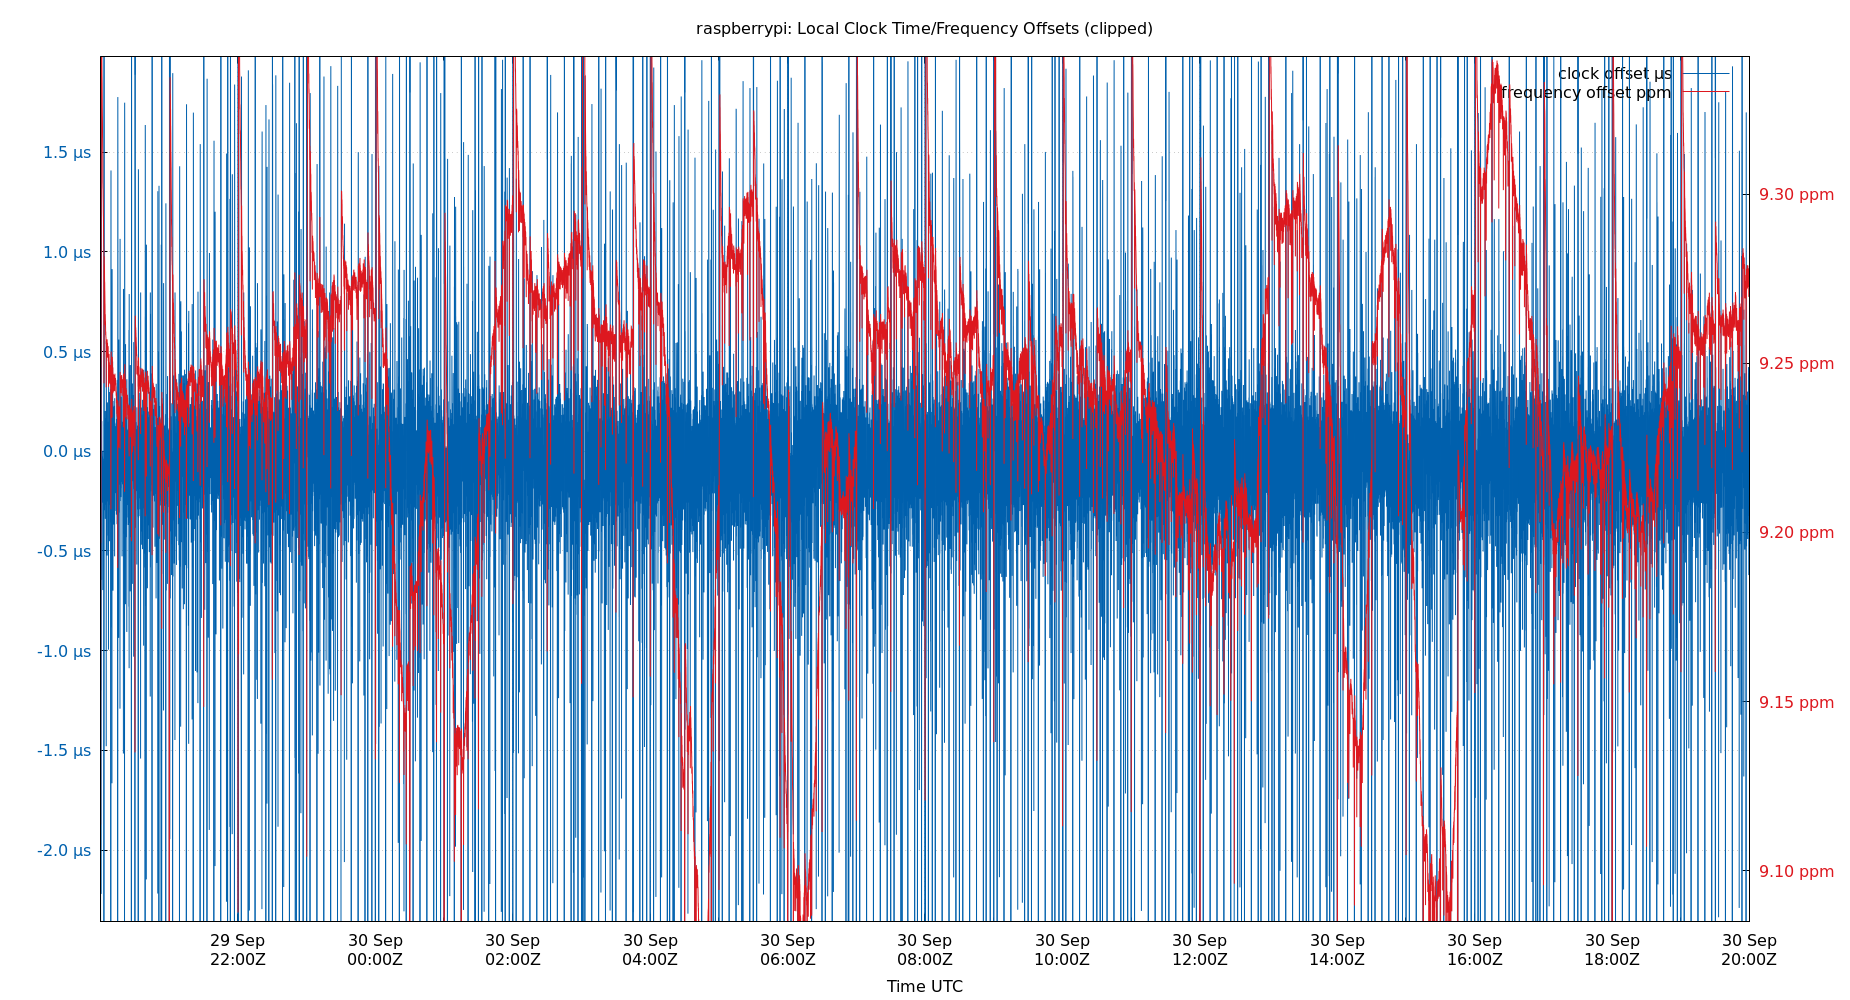 raspberrypi: Local Clock Time/Frequency Offsets (clipped)
clock offset µs
frequency offset ppm
1.5 µs
1.0 µs
0.5 µs
0.0 µs
-0.5 µs
-1.0 µs
-1.5 µs
-2.0 µs
9.30 ppm
9.25 ppm
9.20 ppm
9.15 ppm
9.10 ppm
29 Sep 30 Sep 30 Sep 30 Sep 30 Sep 30 Sep 30 Sep 30 Sep 30 Sep 30 Sep 30 Sep 30 Sep
22:00Z 00:00Z 02:00Z 04:00Z 06:00Z 08:00Z 10:00Z 12:00Z 14:00Z 16:00Z 18:00Z 20:00Z
Time UTC